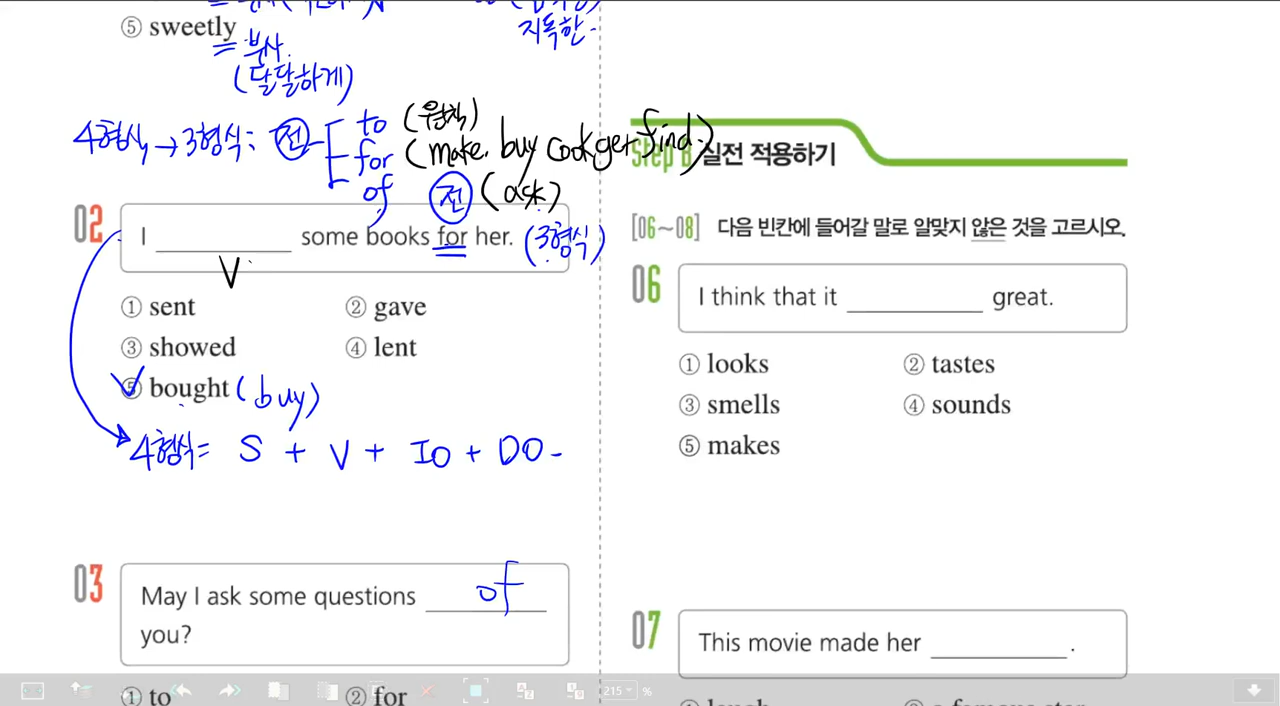 ⑤ sweetly
= 부사.
(달달하게)
지독한
4형식 → 3형식: 전
to (원칙)
for (make. buy cook get find.)
of 전 (ask)
02
I ________ some books for her. (3형식)
V
① sent ② gave
③ showed ④ lent
⑤ bought (buy)
4형식 = S + V + IO + DO
03
May I ask some questions of
you?
① to ② for
Step B 실전 적용하기
[06~08] 다음 빈칸에 들어갈 말로 알맞지 않은 것을 고르시오.
06
I think that it ________ great.
① looks ② tastes
③ smells ④ sounds
⑤ makes
07
This movie made her ________.
215 %